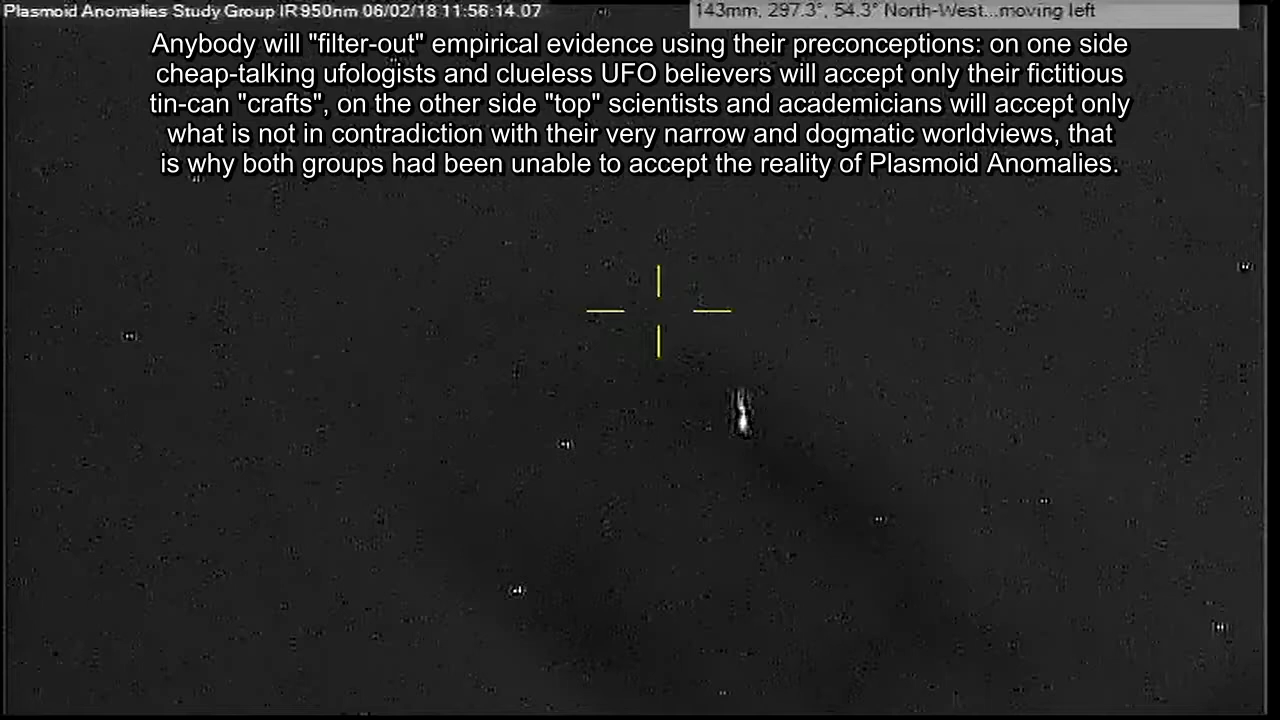 Plasmoid Anomalies Study Group IR 950nm 06/02/18 11:56:14.07
143mm, 297.3°, 54.3° North-West...moving left
Anybody will "filter-out" empirical evidence using their preconceptions: on one side
cheap-talking ufologists and clueless UFO believers will accept only their fictitious
tin-can "crafts", on the other side "top" scientists and academicians will accept only
what is not in contradiction with their very narrow and dogmatic worldviews, that
is why both groups had been unable to accept the reality of Plasmoid Anomalies.